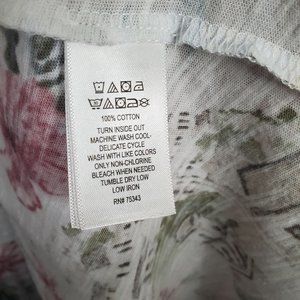 100% COTTON
TURN INSIDE OUT
MACHINE WASH COOL-
DELICATE CYCLE
WASH WITH LIKE COLORS
ONLY NON-CHLORINE
BLEACH WHEN NEEDED
TUMBLE DRY LOW
LOW IRON
RN# 75343